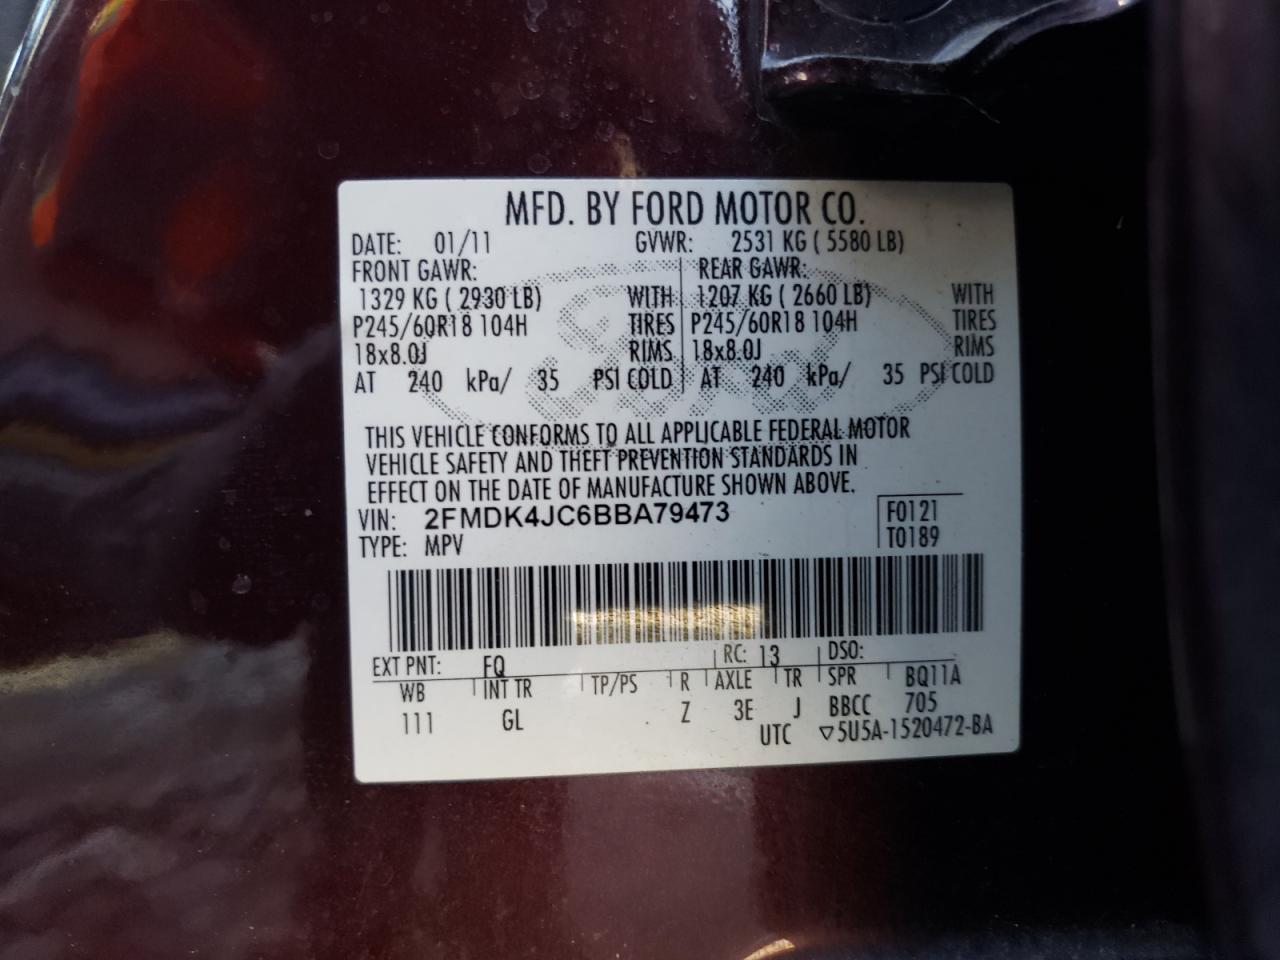 MFD. BY FORD MOTOR CO.
DATE: 01/11 GVWR: 2531 KG ( 5580 LB)
FRONT GAWR: REAR GAWR:
1329 KG ( 2930 LB) WITH 1207 KG ( 2660 LB) WITH
P245/60R18 104H TIRES P245/60R18 104H TIRES
18x8.0J RIMS 18x8.0J RIMS
AT 240 kPa/ 35 PSI COLD AT 240 kPa/ 35 PSI COLD
THIS VEHICLE CONFORMS TO ALL APPLICABLE FEDERAL MOTOR
VEHICLE SAFETY AND THEFT PREVENTION STANDARDS IN
EFFECT ON THE DATE OF MANUFACTURE SHOWN ABOVE.
VIN: 2FMDK4JC6BBA79473 F0121
TYPE: MPV T0189
EXT PNT: FQ RC: 13 DSO:
WB INT TR TP/PS R AXLE TR SPR BQ11A
111 GL Z 3E J BBCC 705
UTC ▽5U5A-1520472-BA
Ford